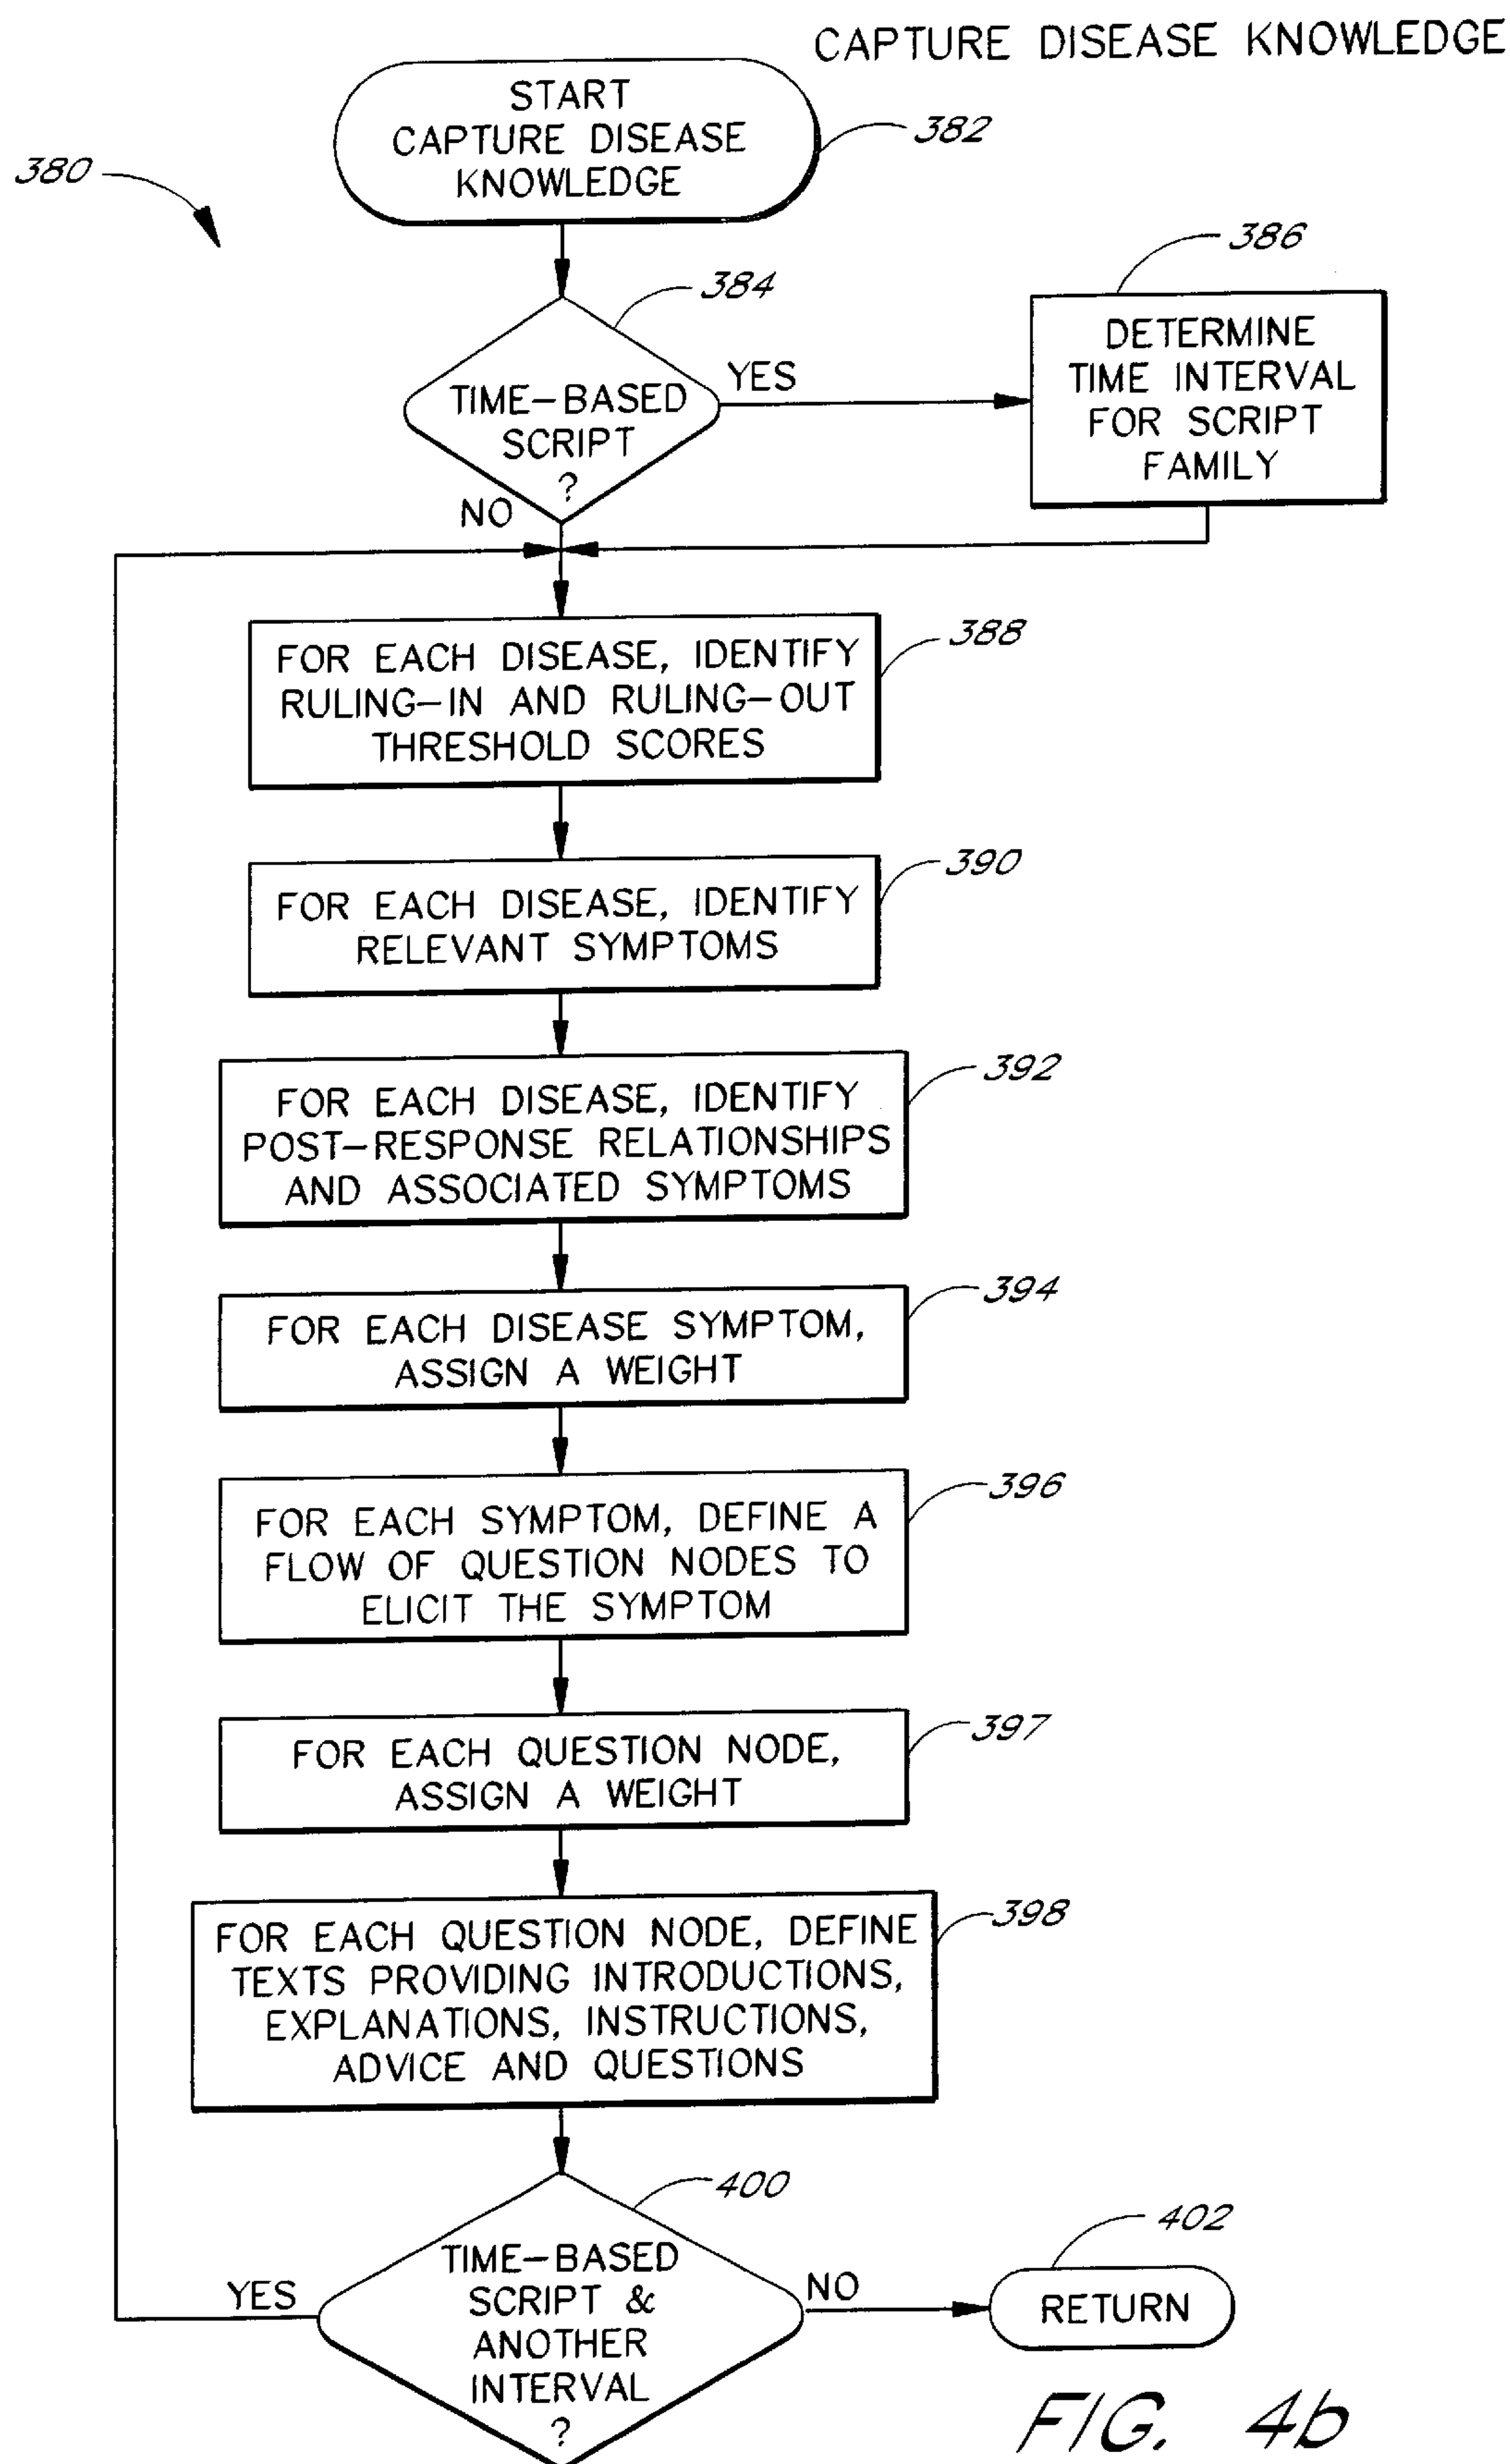 CAPTURE DISEASE KNOWLEDGE
START
CAPTURE DISEASE
KNOWLEDGE
382
380
384
386
TIME-BASED
SCRIPT
?
YES
NO
DETERMINE
TIME INTERVAL
FOR SCRIPT
FAMILY
388
FOR EACH DISEASE, IDENTIFY
RULING-IN AND RULING-OUT
THRESHOLD SCORES
390
FOR EACH DISEASE, IDENTIFY
RELEVANT SYMPTOMS
392
FOR EACH DISEASE, IDENTIFY
POST-RESPONSE RELATIONSHIPS
AND ASSOCIATED SYMPTOMS
394
FOR EACH DISEASE SYMPTOM,
ASSIGN A WEIGHT
396
FOR EACH SYMPTOM, DEFINE A
FLOW OF QUESTION NODES TO
ELICIT THE SYMPTOM
397
FOR EACH QUESTION NODE,
ASSIGN A WEIGHT
398
FOR EACH QUESTION NODE, DEFINE
TEXTS PROVIDING INTRODUCTIONS,
EXPLANATIONS, INSTRUCTIONS,
ADVICE AND QUESTIONS
400
TIME-BASED
SCRIPT &
ANOTHER
INTERVAL
?
YES
NO
402
RETURN
FIG. 4b